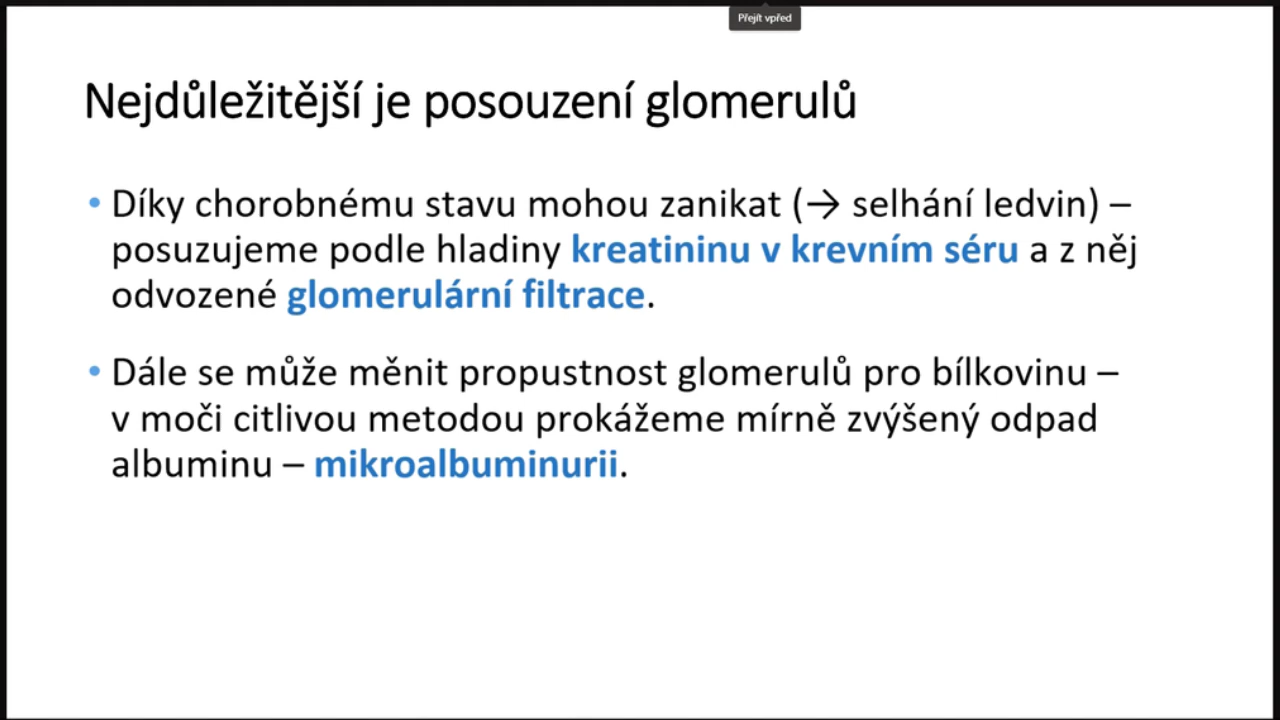 Přejít vpřed
Nejdůležitější je posouzení glomerulů
• Díky chorobnému stavu mohou zanikat (→ selhání ledvin) –
posuzujeme podle hladiny kreatininu v krevním séru a z něj
odvozené glomerulární filtrace.
• Dále se může měnit propustnost glomerulů pro bílkovinu –
v moči citlivou metodou prokážeme mírně zvýšený odpad
albuminu – mikroalbuminurii.